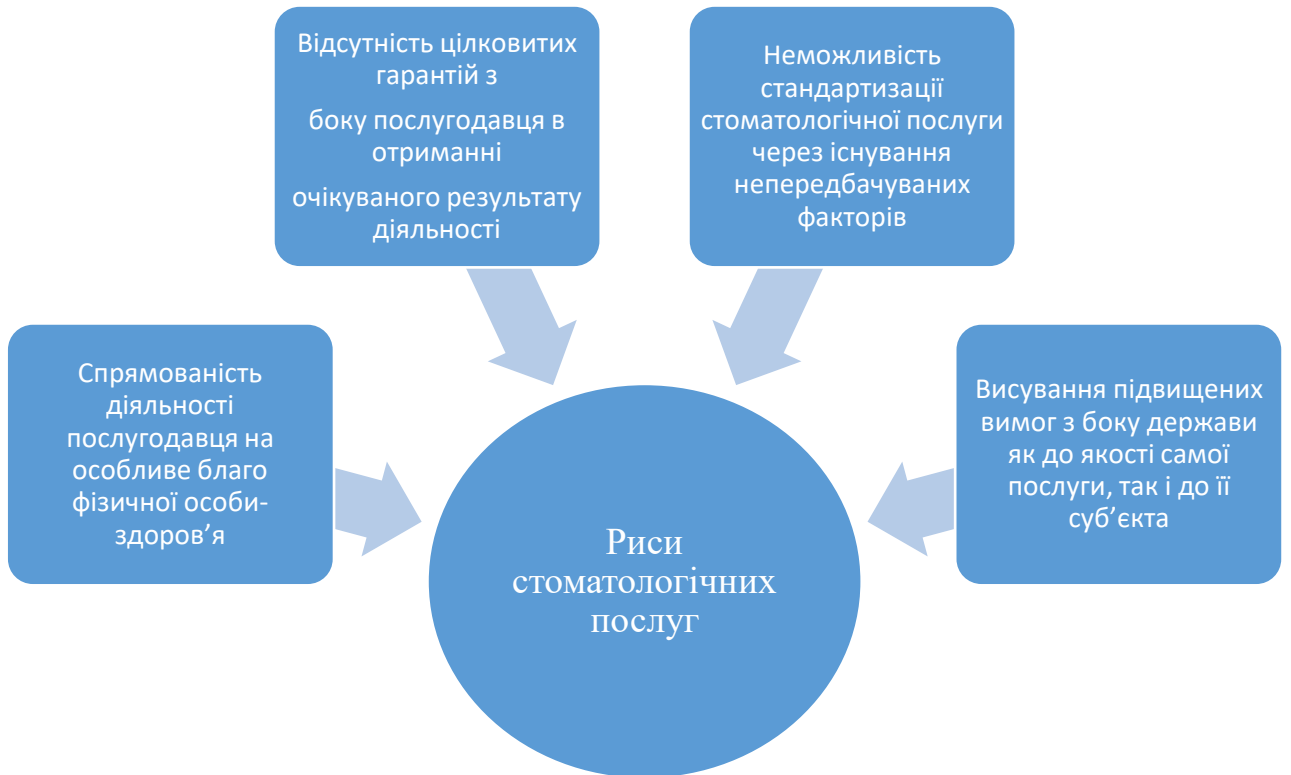 Відсутність цілковитих
гарантій з
боку послугодавця в
отриманні
очікуваного результату
діяльності
Неможливість
стандартизації
стоматологічної послуги
через існування
непередбачуваних
факторів
Спрямованість
діяльності
послугодавця на
особливе благо
фізичної особи-
здоров’я
Висування підвищених
вимог з боку держави
як до якості самої
послуги, так і до її
суб’єкта
Риси
стоматологічних
послуг